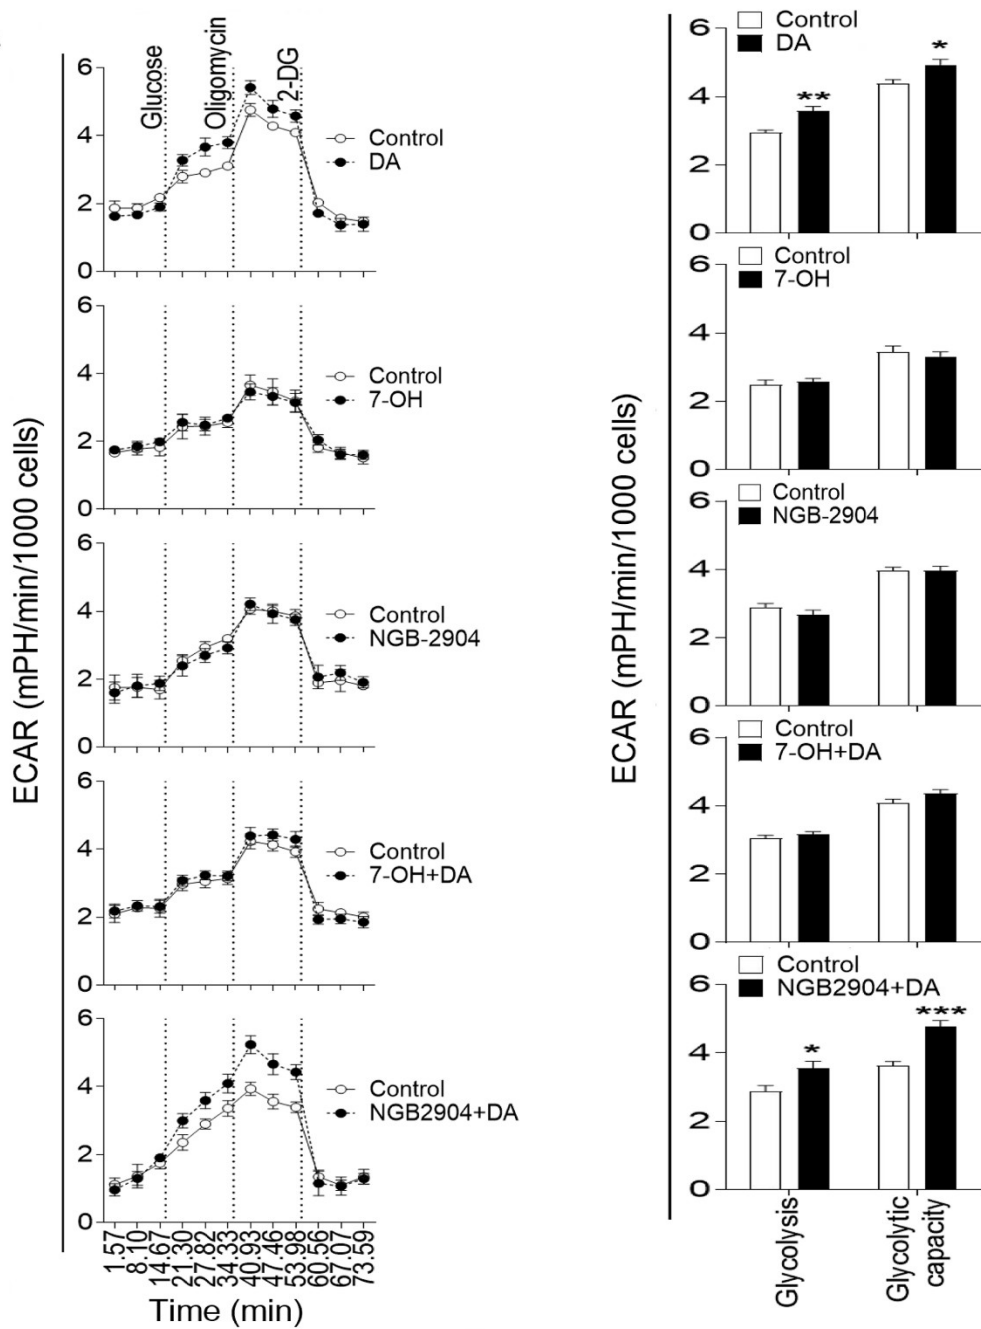 Glucose
Oligomycin
2-DG
6
4
2
0
Control
DA
6
4
2
0
Control
7-OH
6
4
2
0
Control
NGB-2904
6
4
2
0
Control
7-OH+DA
6
4
2
0
Control
NGB2904+DA
ECAR (mPH/min/1000 cells)
1.57
8.10
14.67
21.30
27.82
34.33
40.93
47.46
53.98
60.56
67.07
73.59
Time (min)
Control
DA
6
4
2
0
**
*
Control
7-OH
6
4
2
0
Control
NGB-2904
6
4
2
0
Control
7-OH+DA
6
4
2
0
Control
NGB2904+DA
6
4
2
0
*
***
ECAR (mPH/min/1000 cells)
Glycolysis
Glycolytic
capacity